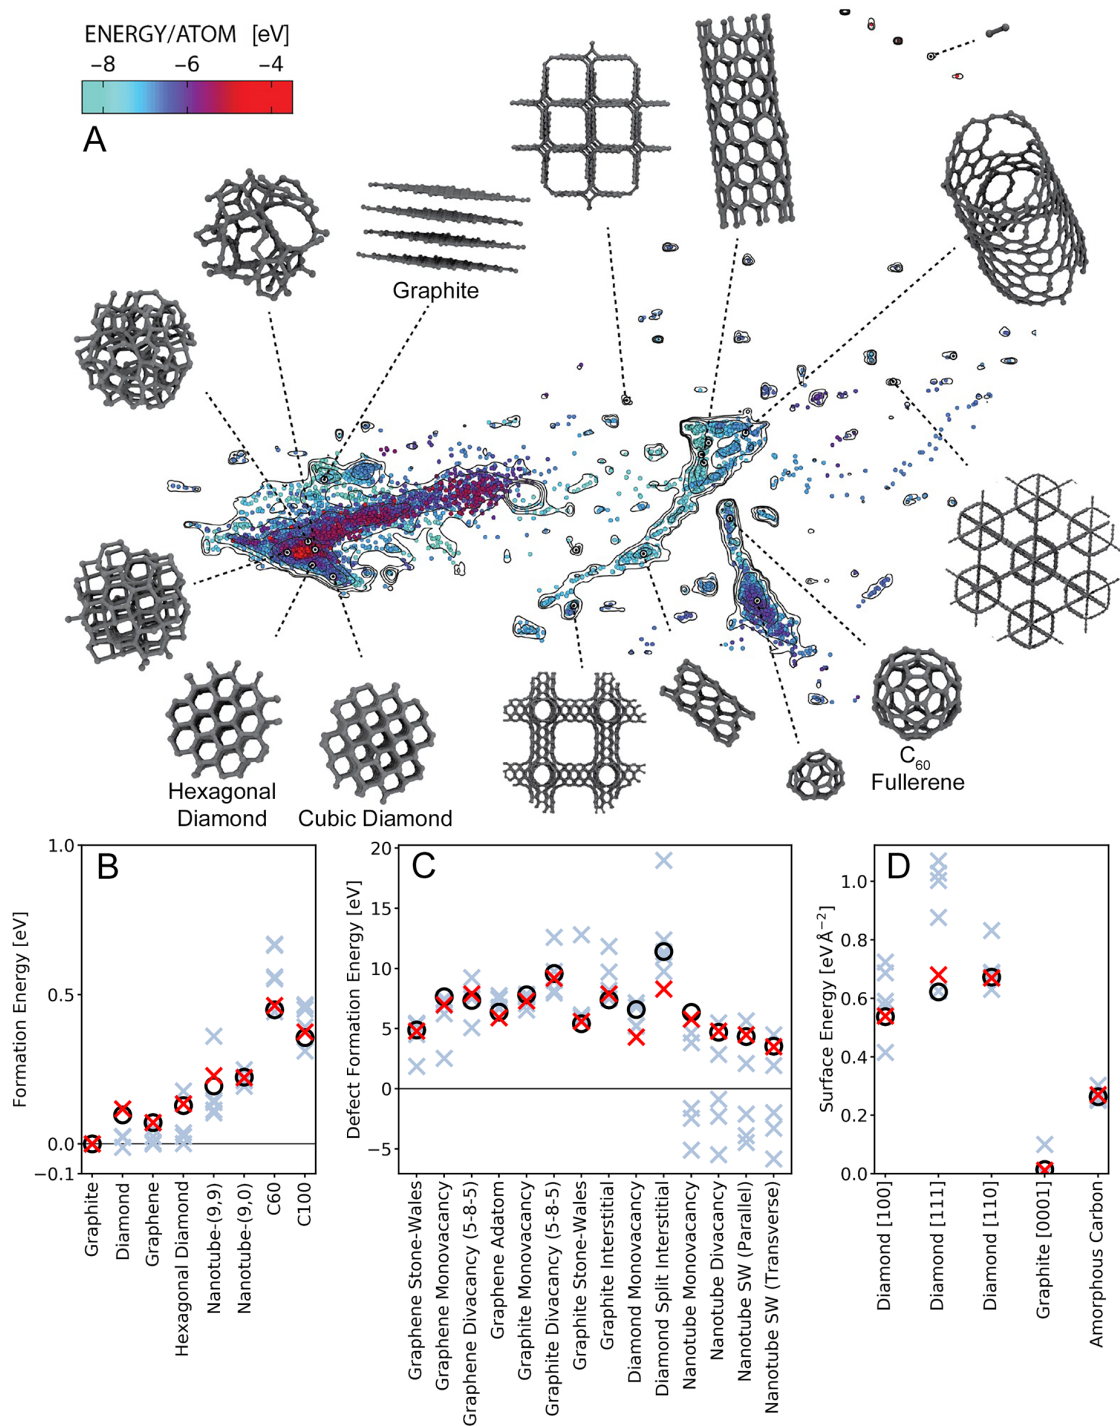 ENERGY/ATOM [eV]
−8 −6 −4
A
Graphite
C60
Fullerene
Hexagonal
Diamond
Cubic Diamond
B
Formation Energy [eV]
1.0
0.5
0.0
−0.1
Graphite
Diamond
Graphene
Hexagonal Diamond
Nanotube-(9,9)
Nanotube-(9,0)
C60
C100
C
Defect Formation Energy [eV]
20
15
10
5
0
−5
Graphene Stone-Wales
Graphene Monovacancy
Graphene Divacancy (5-8-5)
Graphene Adatom
Graphite Monovacancy
Graphite Divacancy (5-8-5)
Graphite Stone-Wales
Graphite Interstitial
Diamond Monovacancy
Diamond Split Interstitial
Nanotube Monovacancy
Nanotube Divacancy
Nanotube SW (Parallel)
Nanotube SW (Transverse)
D
Surface Energy [eV Å−2]
1.0
0.8
0.6
0.4
0.2
0.0
Diamond [100]
Diamond [111]
Diamond [110]
Graphite [0001]
Amorphous Carbon